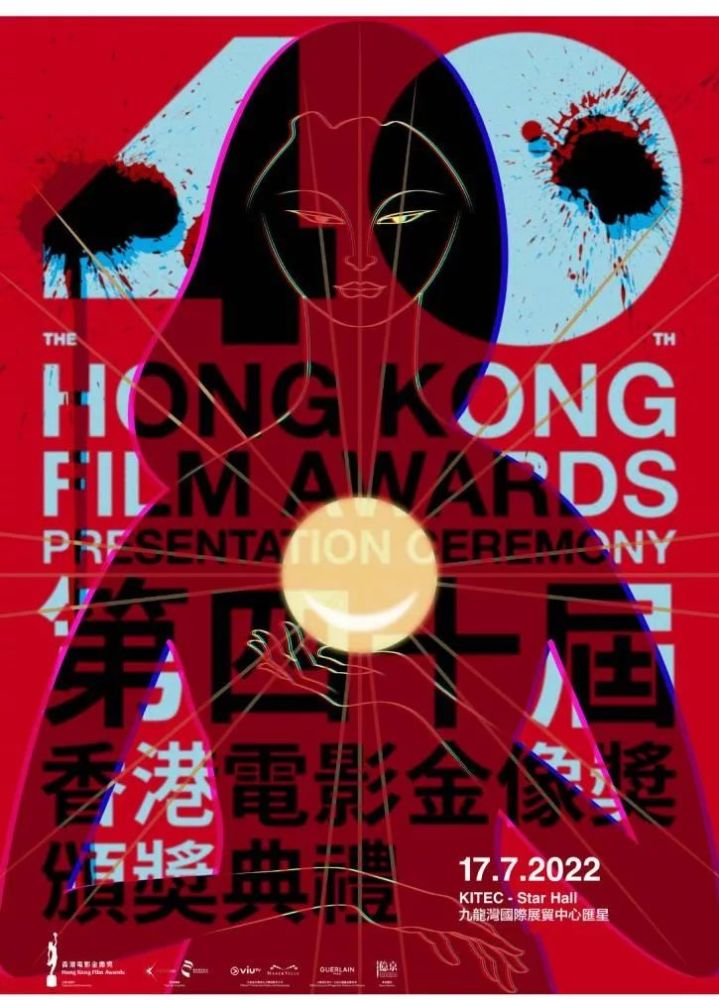 40
THE TH
HONG KONG
FILM AWARDS
PRESENTATION CEREMONY
第四十屆
香港電影金像獎
頒獎典禮
17.7.2022
KITEC - Star Hall
九龍灣國際展貿中心匯星
香港電影金像獎
Hong Kong Film Awards
viuTV
GUERLAIN